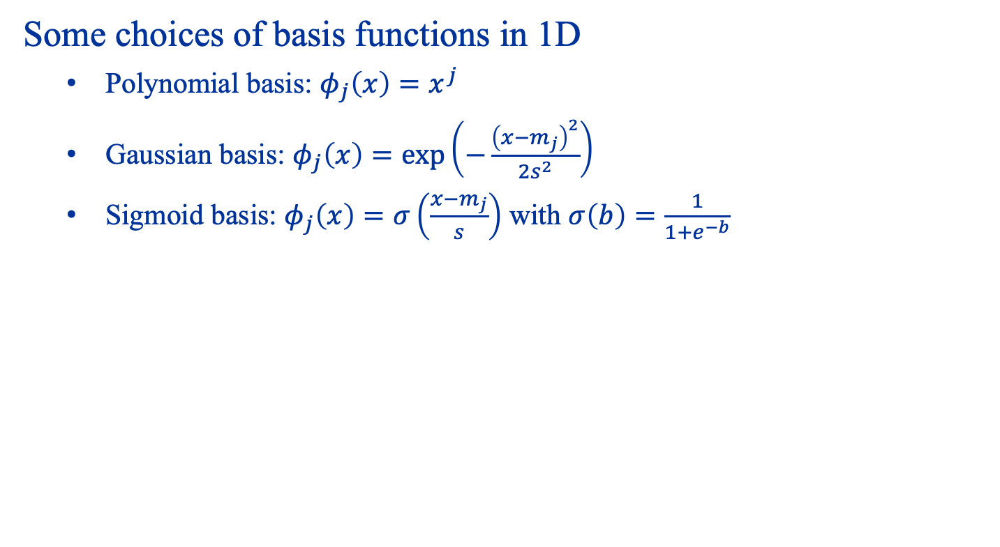 Some choices of basis functions in 1D
• Polynomial basis: $\phi_j(x) = x^j$
• Gaussian basis: $\phi_j(x) = \exp\left(-\frac{(x-m_j)^2}{2s^2}\right)$
• Sigmoid basis: $\phi_j(x) = \sigma\left(\frac{x-m_j}{s}\right)$ with $\sigma(b) = \frac{1}{1+e^{-b}}$